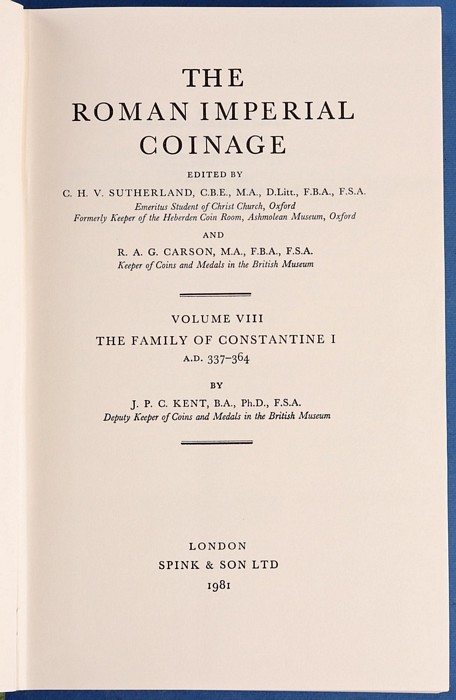 THE
ROMAN IMPERIAL
COINAGE
EDITED BY
C. H. V. SUTHERLAND, C.B.E., M.A., D.Litt., F.B.A., F.S.A.
Emeritus Student of Christ Church, Oxford
Formerly Keeper of the Heberden Coin Room, Ashmolean Museum, Oxford
AND
R. A. G. CARSON, M.A., F.B.A., F.S.A.
Keeper of Coins and Medals in the British Museum
VOLUME VIII
THE FAMILY OF CONSTANTINE I
A.D. 337–364
BY
J. P. C. KENT, B.A., Ph.D., F.S.A.
Deputy Keeper of Coins and Medals in the British Museum
LONDON
SPINK & SON LTD
1981